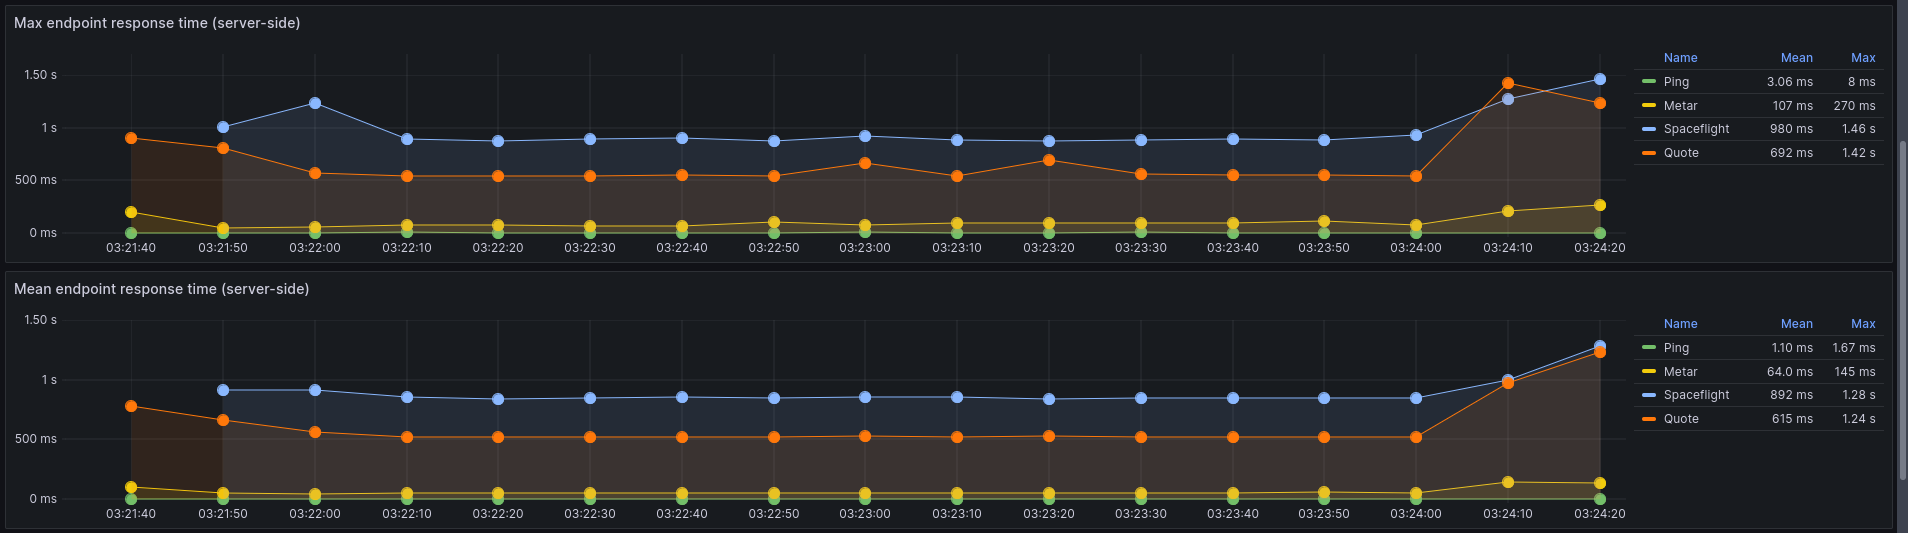 Max endpoint response time (server-side)
1.50 s
1 s
500 ms
0 ms
03:21:40 03:21:50 03:22:00 03:22:10 03:22:20 03:22:30 03:22:40 03:22:50 03:23:00 03:23:10 03:23:20 03:23:30 03:23:40 03:23:50 03:24:00 03:24:10 03:24:20
Name Mean Max
Ping 3.06 ms 8 ms
Metar 107 ms 270 ms
Spaceflight 980 ms 1.46 s
Quote 692 ms 1.42 s
Mean endpoint response time (server-side)
1.50 s
1 s
500 ms
0 ms
03:21:40 03:21:50 03:22:00 03:22:10 03:22:20 03:22:30 03:22:40 03:22:50 03:23:00 03:23:10 03:23:20 03:23:30 03:23:40 03:23:50 03:24:00 03:24:10 03:24:20
Name Mean Max
Ping 1.10 ms 1.67 ms
Metar 64.0 ms 145 ms
Spaceflight 892 ms 1.28 s
Quote 615 ms 1.24 s